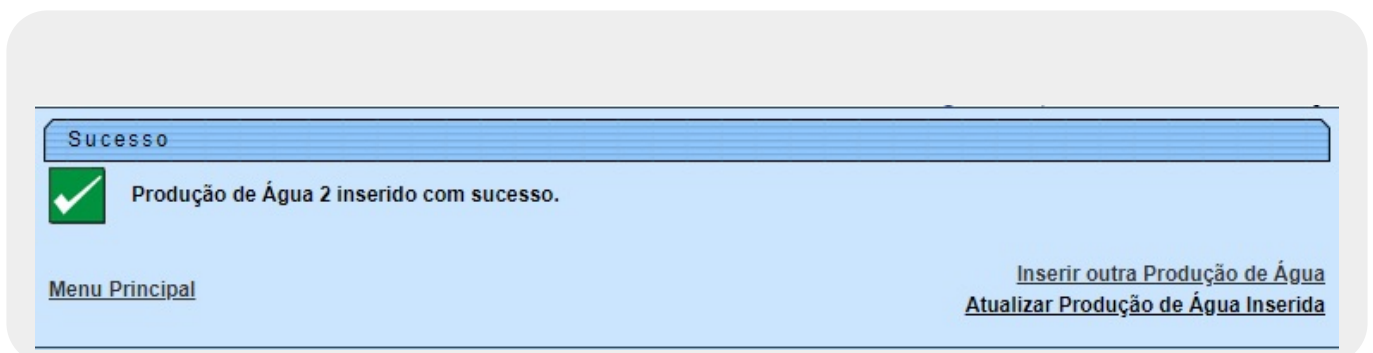 Sucesso
Produção de Água 2 inserido com sucesso.
Menu Principal
Inserir outra Produção de Água
Atualizar Produção de Água Inserida